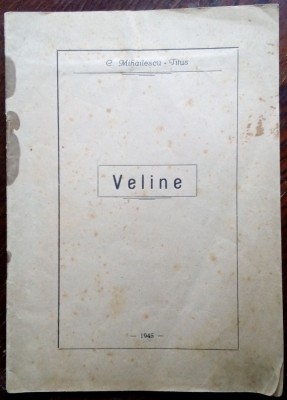 C. Mihailescu - Titus
Veline
— 1945 —